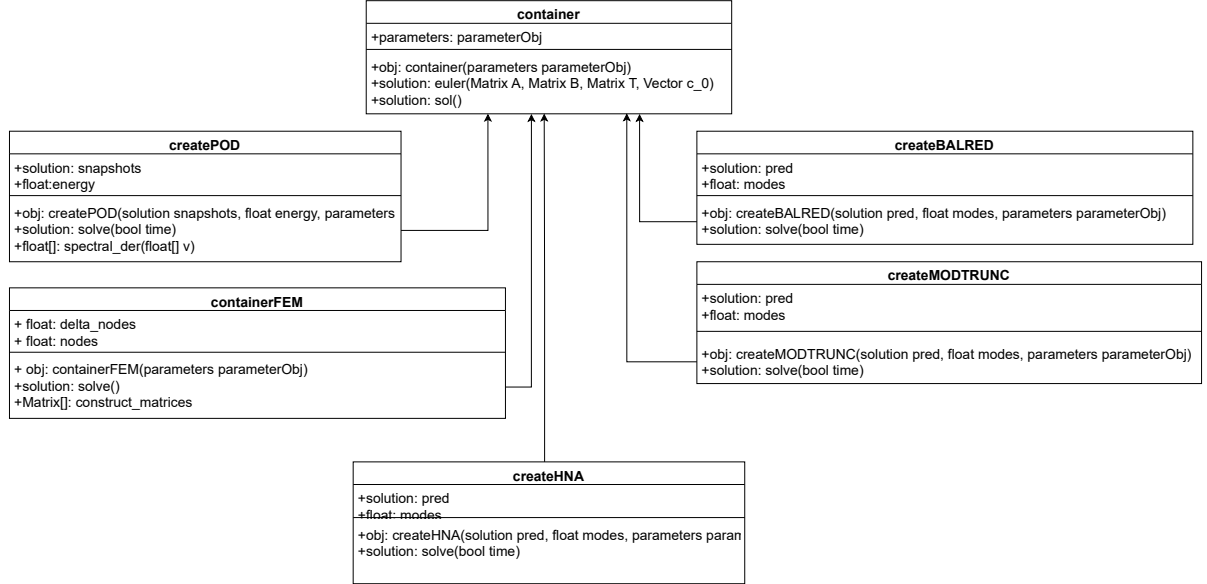 container
+parameters: parameterObj
+obj: container(parameters parameterObj)
+solution: euler(Matrix A, Matrix B, Matrix T, Vector c_0)
+solution: sol()
createPOD
+solution: snapshots
+float:energy
+obj: createPOD(solution snapshots, float energy, parameters
+solution: solve(bool time)
+float[]: spectral_der(float[] v)
createBALRED
+solution: pred
+float: modes
+obj: createBALRED(solution pred, float modes, parameters parameterObj)
+solution: solve(bool time)
containerFEM
+ float: delta_nodes
+ float: nodes
+ obj: containerFEM(parameters parameterObj)
+solution: solve()
+Matrix[]: construct_matrices
createMODTRUNC
+solution: pred
+float: modes
+obj: createMODTRUNC(solution pred, float modes, parameters parameterObj)
+solution: solve(bool time)
createHNA
+solution: pred
+float: modes
+obj: createHNA(solution pred, float modes, parameters param
+solution: solve(bool time)